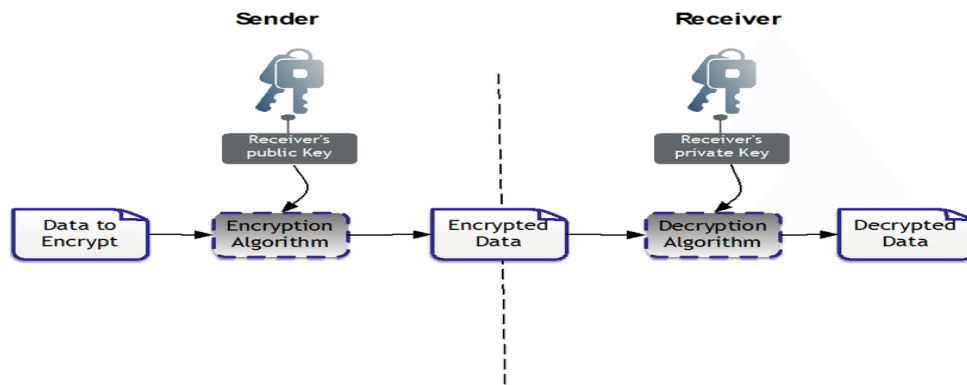 Sender
Receiver
Receiver's
public Key
Receiver's
private Key
Data to
Encrypt
Encryption
Algorithm
Encrypted
Data
Decryption
Algorithm
Decrypted
Data